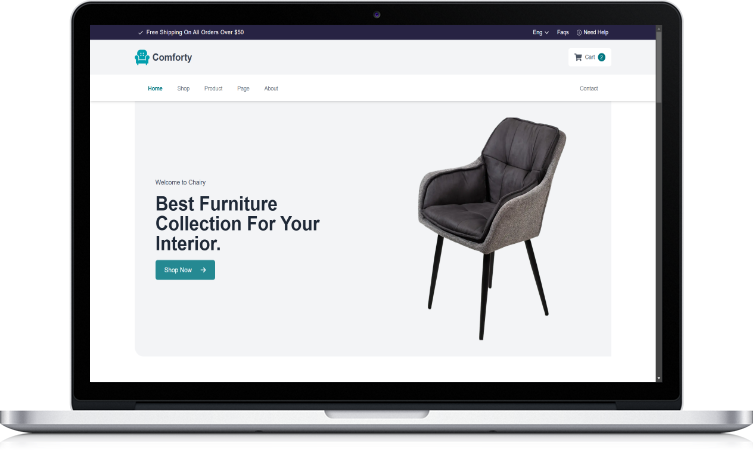 Free Shipping On All Orders Over $50
Eng Faqs Need Help
Comforty
Cart
Home Shop Product Page About Contact
Welcome to Chairy
Best Furniture
Collection For Your
Interior.
Shop Now